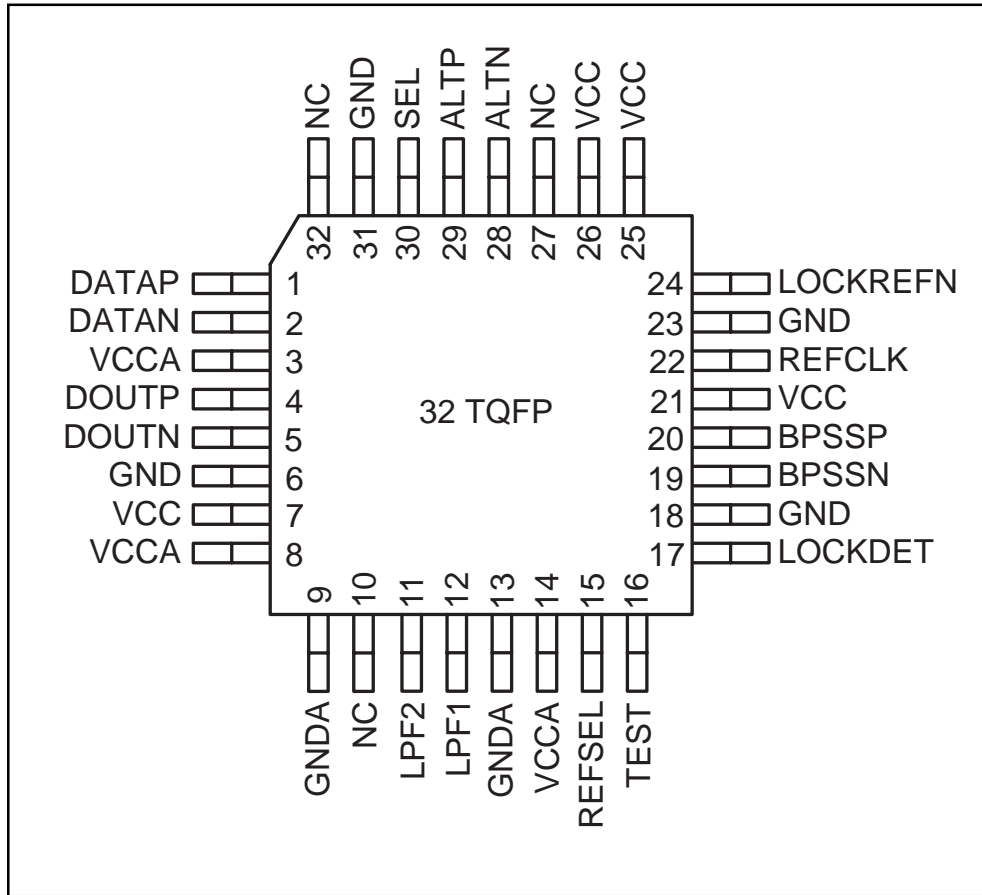 NC
GND
SEL
ALTP
ALTN
NC
VCC
VCC
32
31
30
29
28
27
26
25
DATAP 1
DATAN 2
VCCA 3
DOUTP 4
DOUTN 5
GND 6
VCC 7
VCCA 8
32 TQFP
24 LOCKREFN
23 GND
22 REFCLK
21 VCC
20 BPSSP
19 BPSSN
18 GND
17 LOCKDET
9
10
11
12
13
14
15
16
GNDA
NC
LPF2
LPF1
GNDA
VCCA
REFSEL
TEST